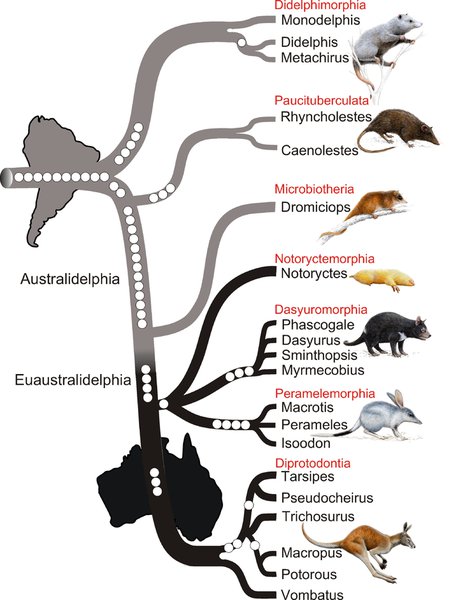 Didelphimorphia
Monodelphis
Didelphis
Metachirus
Paucituberculata
Rhyncholestes
Caenolestes
Microbiotheria
Dromiciops
Notoryctemorphia
Notoryctes
Australidelphia
Dasyuromorphia
Phascogale
Dasyurus
Sminthopsis
Myrmecobius
Euaustralidelphia
Peramelemorphia
Macrotis
Perameles
Isoodon
Diprotodontia
Tarsipes
Pseudocheirus
Trichosurus
Macropus
Potorous
Vombatus